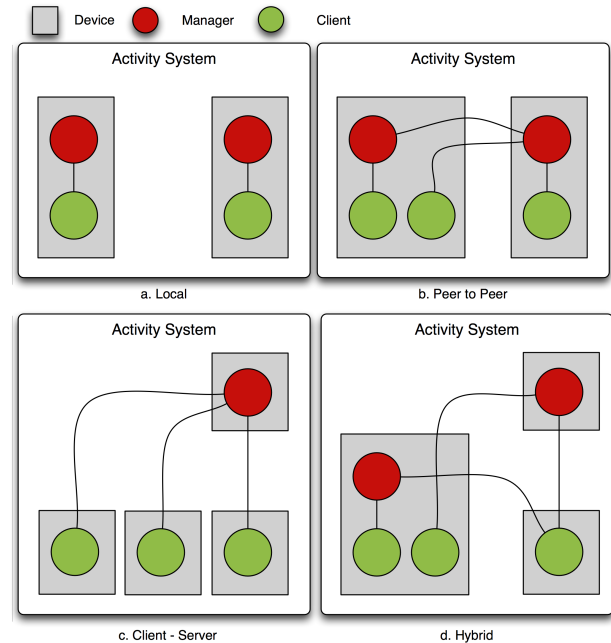 Device Manager Client
Activity System
Activity System
a. Local
b. Peer to Peer
Activity System
Activity System
c. Client - Server
d. Hybrid